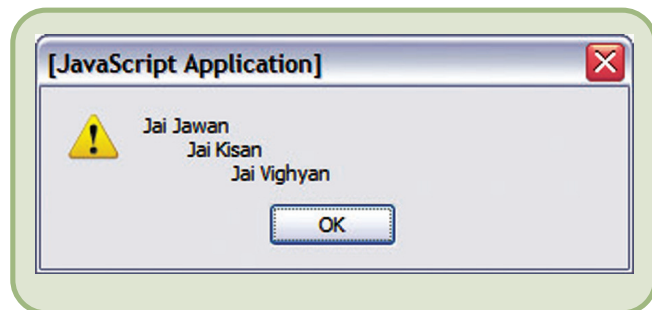 [JavaScript Application]
Jai Jawan
Jai Kisan
Jai Vighyan
OK